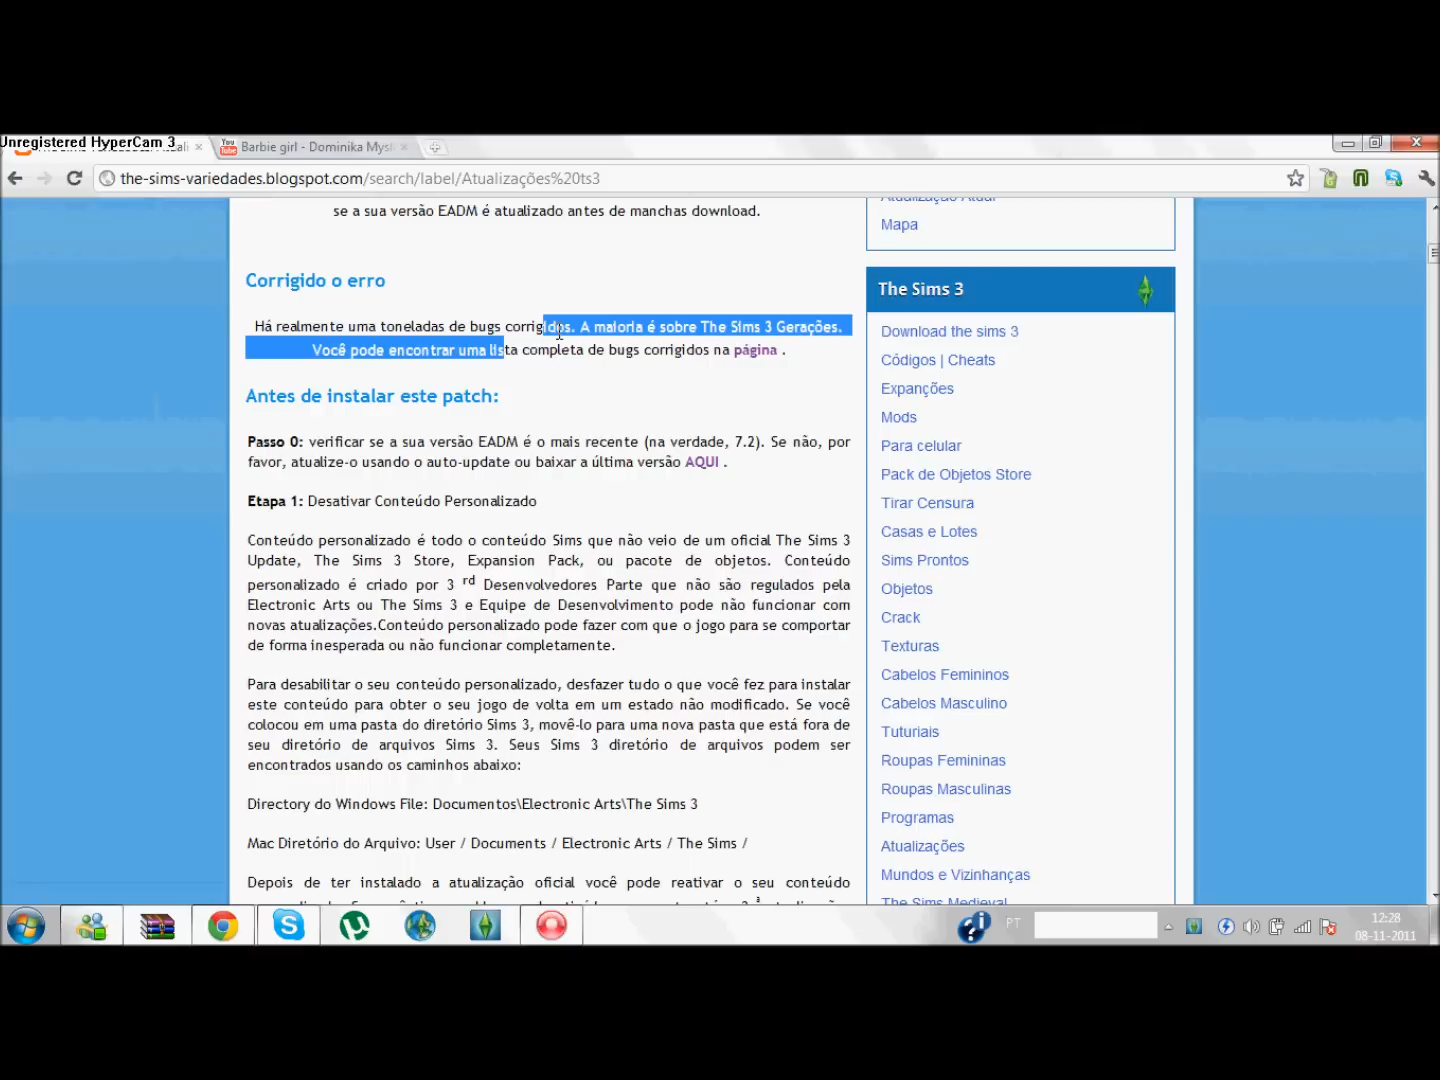 Unregistered HyperCam 3
Barbie girl - Dominika Myst
the-sims-variedades.blogspot.com/search/label/Atualizações%20ts3
se a sua versão EADM é atualizado antes de manchas download.
Corrigido o erro
Há realmente uma toneladas de bugs corrigidos. A maioria é sobre The Sims 3 Gerações.
Você pode encontrar uma lista completa de bugs corrigidos na página .
Antes de instalar este patch:
Passo 0: verificar se a sua versão EADM é o mais recente (na verdade, 7.2). Se não, por
favor, atualize-o usando o auto-update ou baixar a última versão AQUI .
Etapa 1: Desativar Conteúdo Personalizado
Conteúdo personalizado é todo o conteúdo Sims que não veio de um oficial The Sims 3
Update, The Sims 3 Store, Expansion Pack, ou pacote de objetos. Conteúdo
personalizado é criado por 3 rd Desenvolvedores Parte que não são regulados pela
Electronic Arts ou The Sims 3 e Equipe de Desenvolvimento pode não funcionar com
novas atualizações.Conteúdo personalizado pode fazer com que o jogo para se comportar
de forma inesperada ou não funcionar completamente.
Para desabilitar o seu conteúdo personalizado, desfazer tudo o que você fez para instalar
este conteúdo para obter o seu jogo de volta em um estado não modificado. Se você
colocou em uma pasta do diretório Sims 3, movê-lo para uma nova pasta que está fora de
seu diretório de arquivos Sims 3. Seus Sims 3 diretório de arquivos podem ser
encontrados usando os caminhos abaixo:
Directory do Windows File: Documentos\Electronic Arts\The Sims 3
Mac Diretório do Arquivo: User / Documents / Electronic Arts / The Sims /
Depois de ter instalado a atualização oficial você pode reativar o seu conteúdo
Atualização Atual
Mapa
The Sims 3
Download the sims 3
Códigos | Cheats
Expanções
Mods
Para celular
Pack de Objetos Store
Tirar Censura
Casas e Lotes
Sims Prontos
Objetos
Crack
Texturas
Cabelos Femininos
Cabelos Masculino
Tuturiais
Roupas Femininas
Roupas Masculinas
Programas
Atualizações
Mundos e Vizinhanças
The Sims Medieval
PT
12:28
08-11-2011